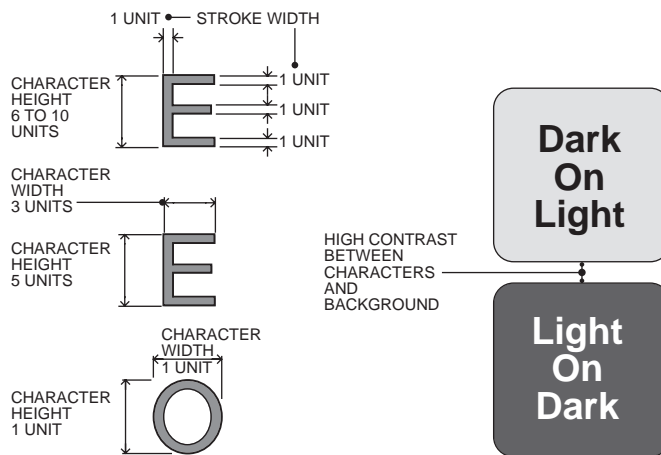 1 UNIT
STROKE WIDTH
CHARACTER
HEIGHT
6 TO 10
UNITS
E
1 UNIT
1 UNIT
1 UNIT
CHARACTER
WIDTH
3 UNITS
CHARACTER
HEIGHT
5 UNITS
E
CHARACTER
WIDTH
1 UNIT
CHARACTER
HEIGHT
1 UNIT
O
Dark
On
Light
HIGH CONTRAST
BETWEEN
CHARACTERS
AND
BACKGROUND
Light
On
Dark